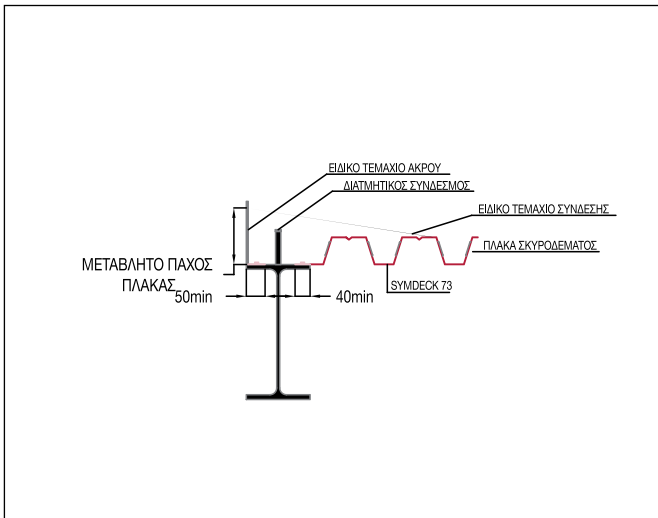 ΕΙΔΙΚΟ ΤΕΜΑΧΙΟ ΑΚΡΟΥ
ΔΙΑΤΜΗΤΙΚΟΣ ΣΥΝΔΕΣΜΟΣ
ΕΙΔΙΚΟ ΤΕΜΑΧΙΟ ΣΥΝΔΕΣΗΣ
ΠΛΑΚΑ ΣΚΥΡΟΔΕΜΑΤΟΣ
ΜΕΤΑΒΛΗΤΟ ΠΑΧΟΣ
ΠΛΑΚΑΣ
SYMDECK 73
50min
40min